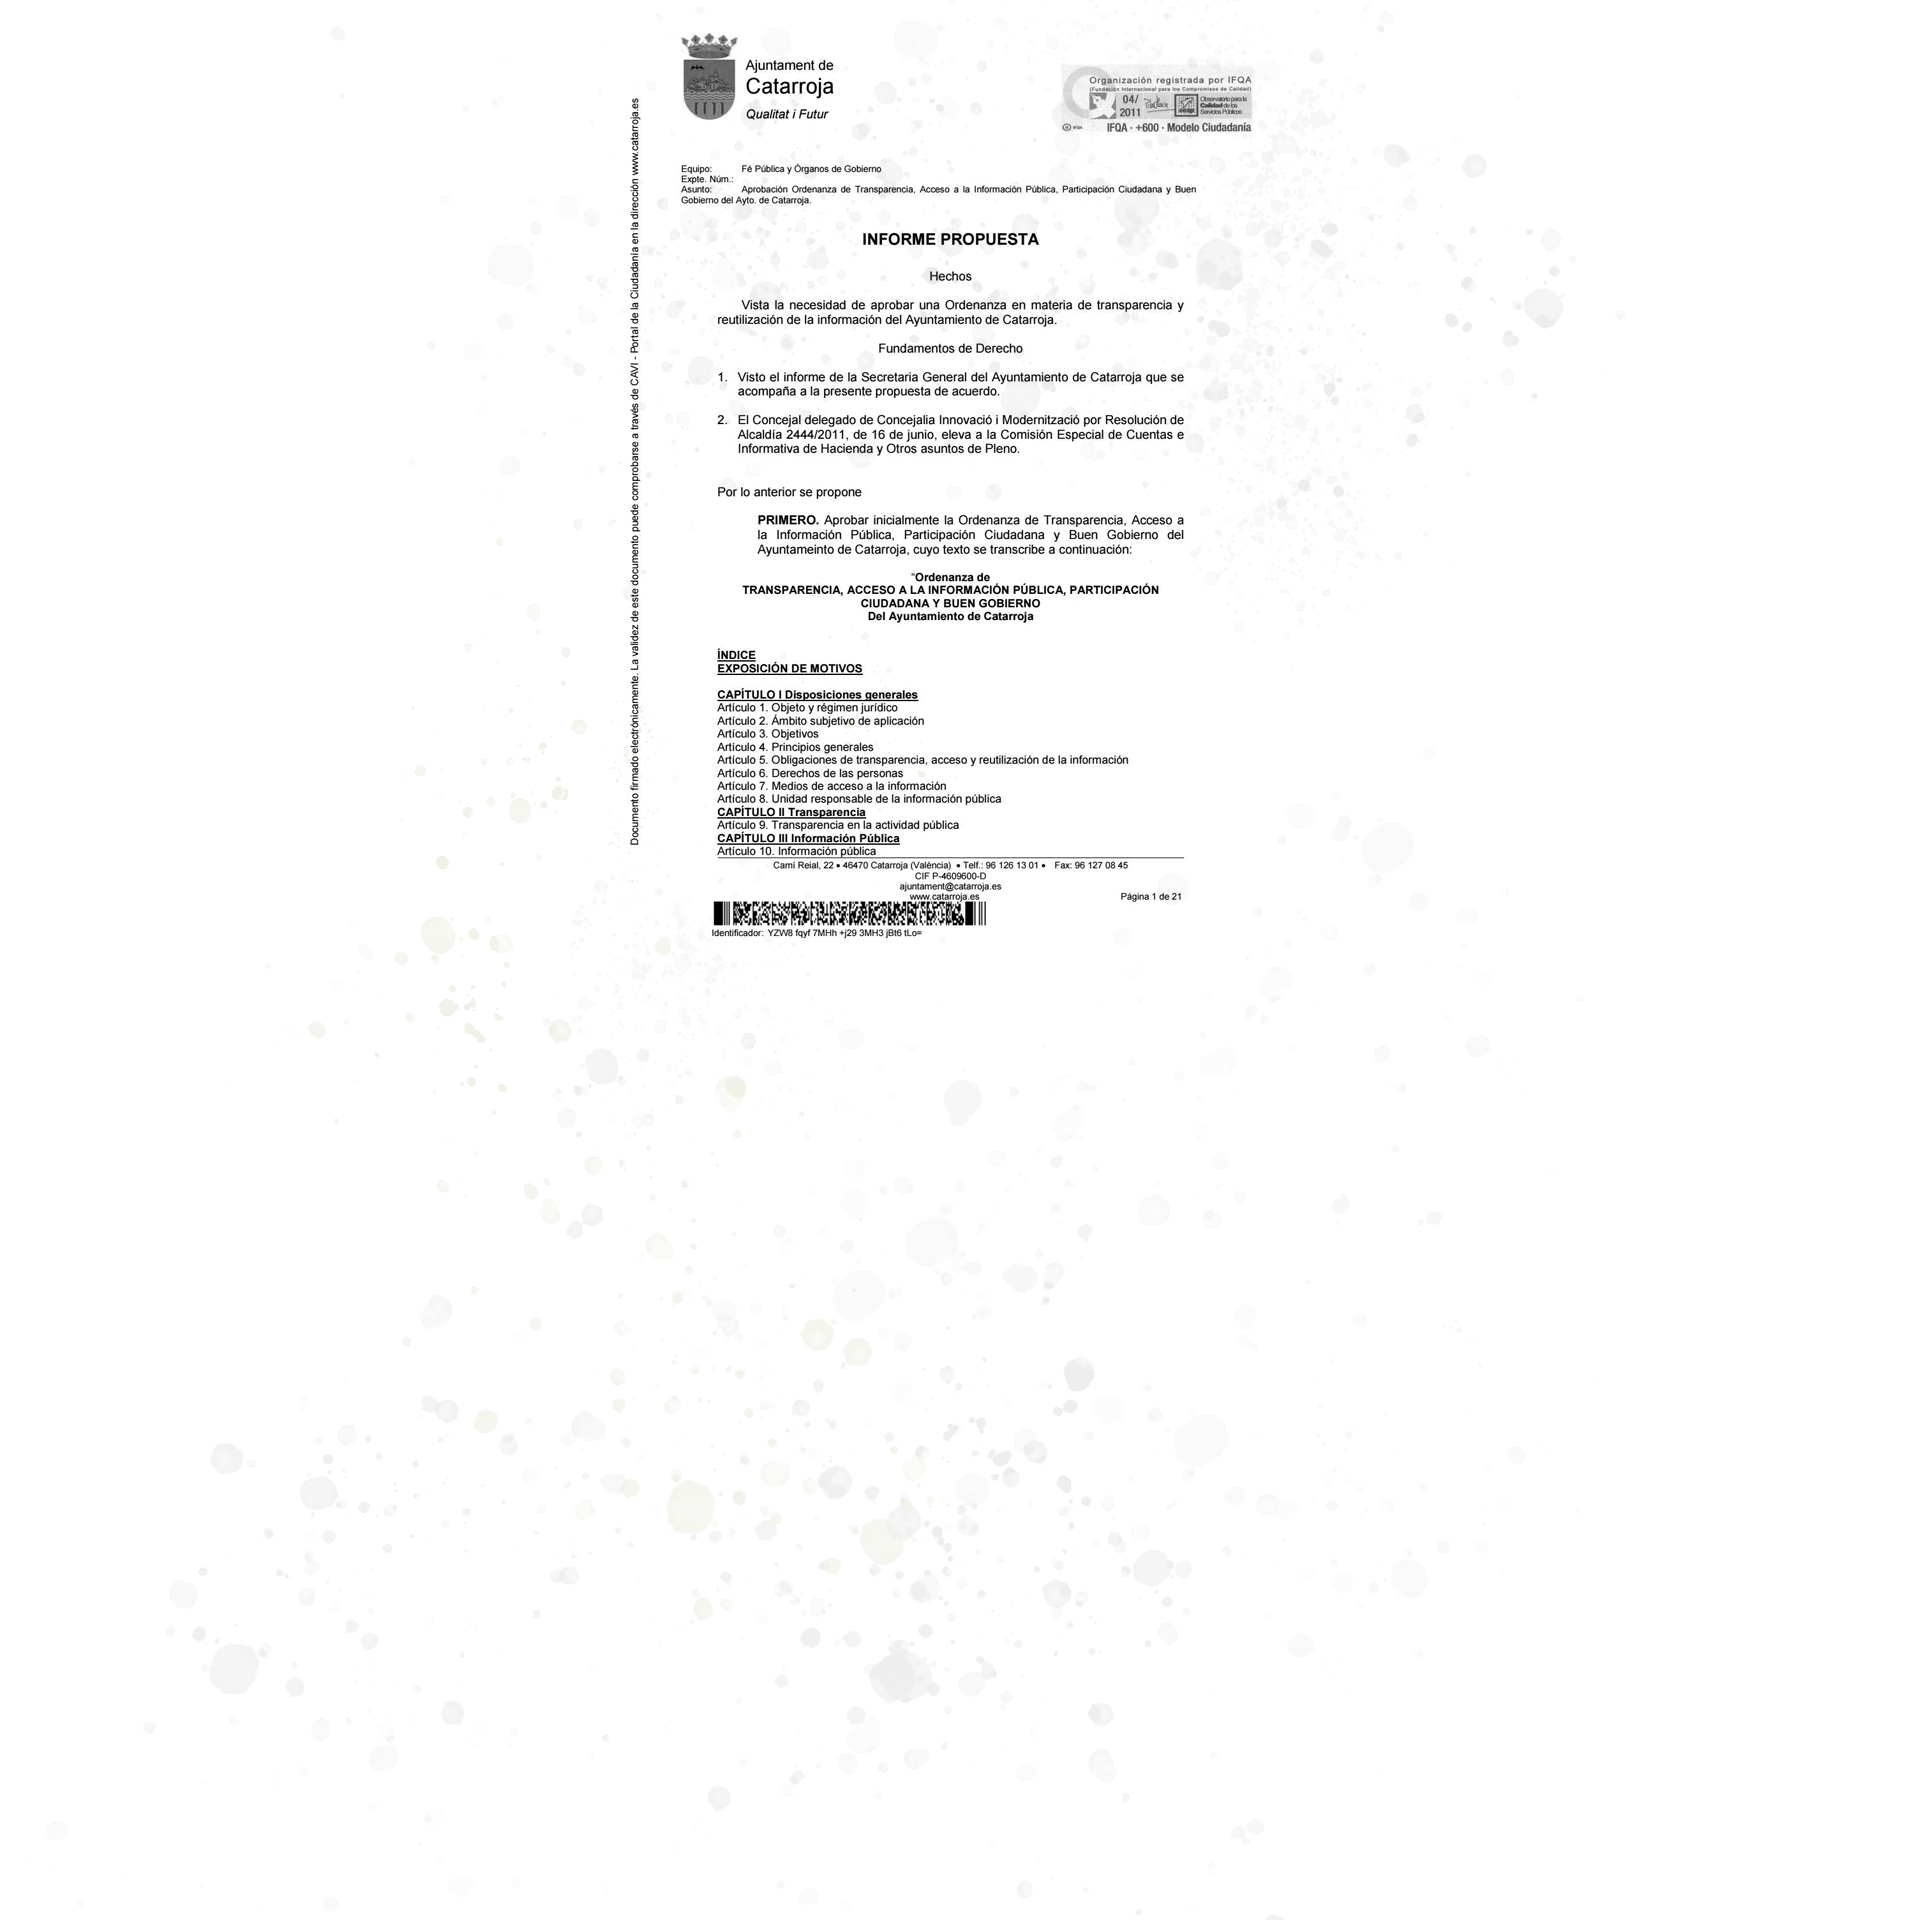 Ajuntament de
Catarroja
Qualitat i Futur
Organización registrada por IFQA
(Fundación Internacional para los Compromisos de Calidad)
04/
2011
Observatorio para la
Calidad de los
Servicios Públicos
IFQA · +600 · Modelo Ciudadanía
Documento firmado electrónicamente. La validez de este documento puede comprobarse a través de CAVI - Portal de la Ciudadanía en la dirección www.catarroja.es
Equipo: Fé Pública y Órganos de Gobierno
Expte. Núm.:
Asunto: Aprobación Ordenanza de Transparencia, Acceso a la Información Pública, Participación Ciudadana y Buen
Gobierno del Ayto. de Catarroja.
INFORME PROPUESTA
Hechos
Vista la necesidad de aprobar una Ordenanza en materia de transparencia y
reutilización de la información del Ayuntamiento de Catarroja.
Fundamentos de Derecho
1. Visto el informe de la Secretaria General del Ayuntamiento de Catarroja que se
acompaña a la presente propuesta de acuerdo.
2. El Concejal delegado de Concejalia Innovació i Modernització por Resolución de
Alcaldía 2444/2011, de 16 de junio, eleva a la Comisión Especial de Cuentas e
Informativa de Hacienda y Otros asuntos de Pleno.
Por lo anterior se propone
PRIMERO. Aprobar inicialmente la Ordenanza de Transparencia, Acceso a
la Información Pública, Participación Ciudadana y Buen Gobierno del
Ayuntameinto de Catarroja, cuyo texto se transcribe a continuación:
"Ordenanza de
TRANSPARENCIA, ACCESO A LA INFORMACIÓN PÚBLICA, PARTICIPACIÓN
CIUDADANA Y BUEN GOBIERNO
Del Ayuntamiento de Catarroja
ÍNDICE
EXPOSICIÓN DE MOTIVOS
CAPÍTULO I Disposiciones generales
Artículo 1. Objeto y régimen jurídico
Artículo 2. Ámbito subjetivo de aplicación
Artículo 3. Objetivos
Artículo 4. Principios generales
Artículo 5. Obligaciones de transparencia, acceso y reutilización de la información
Artículo 6. Derechos de las personas
Artículo 7. Medios de acceso a la información
Artículo 8. Unidad responsable de la información pública
CAPÍTULO II Transparencia
Artículo 9. Transparencia en la actividad pública
CAPÍTULO III Información Pública
Artículo 10. Información pública
Camí Reial, 22 • 46470 Catarroja (València) • Telf.: 96 126 13 01 • Fax: 96 127 08 45
CIF P-4609600-D
ajuntament@catarroja.es
www.catarroja.es
Página 1 de 21
Identificador: YZW8 fqyf 7MHh +j29 3MH3 jBt6 tLo=